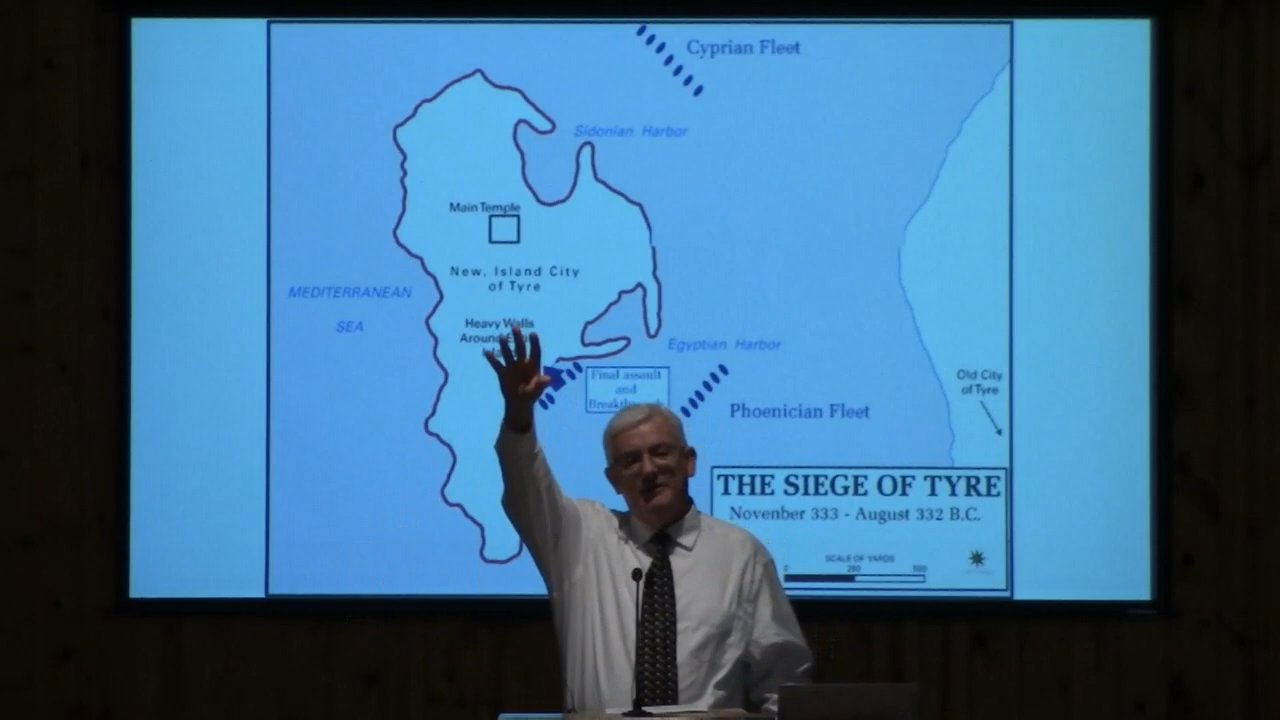 Cyprian Fleet
Sidonian Harbor
Main Temple
New, Island City
of Tyre
MEDITERRANEAN
SEA
Heavy Walls
Around
Egyptian Harbor
Final assault
and
Phoenician Fleet
Old City
of Tyre
THE SIEGE OF TYRE
Novenber 333 - August 332 B.C.
SCALE OF YARDS
0 250 500